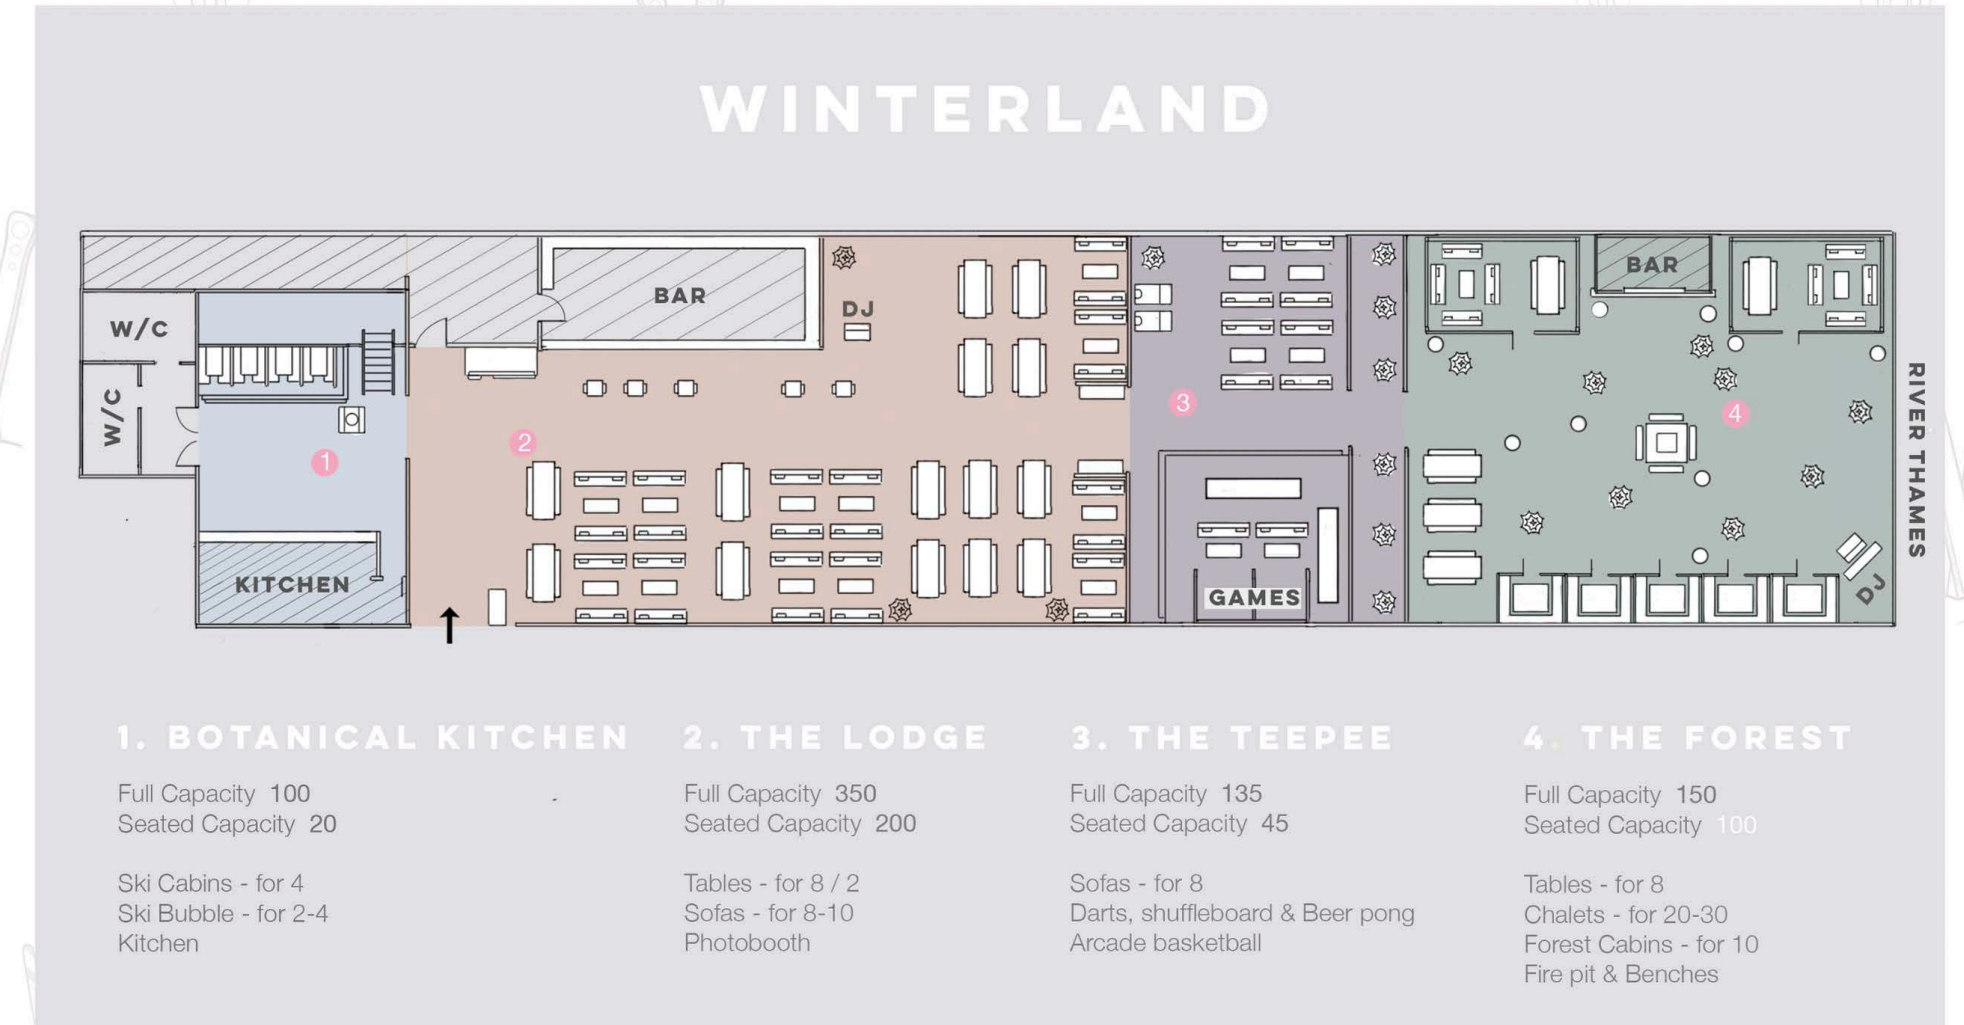 WINTERLAND
BAR
BAR
W/C
DJ
W/C
RIVER THAMES
3
4
2
1
KITCHEN
GAMES
DJ
1. BOTANICAL KITCHEN
Full Capacity 100
Seated Capacity 20
Ski Cabins - for 4
Ski Bubble - for 2-4
Kitchen
2. THE LODGE
Full Capacity 350
Seated Capacity 200
Tables - for 8 / 2
Sofas - for 8-10
Photobooth
3. THE TEEPEE
Full Capacity 135
Seated Capacity 45
Sofas - for 8
Darts, shuffleboard & Beer pong
Arcade basketball
4. THE FOREST
Full Capacity 150
Seated Capacity 100
Tables - for 8
Chalets - for 20-30
Forest Cabins - for 10
Fire pit & Benches